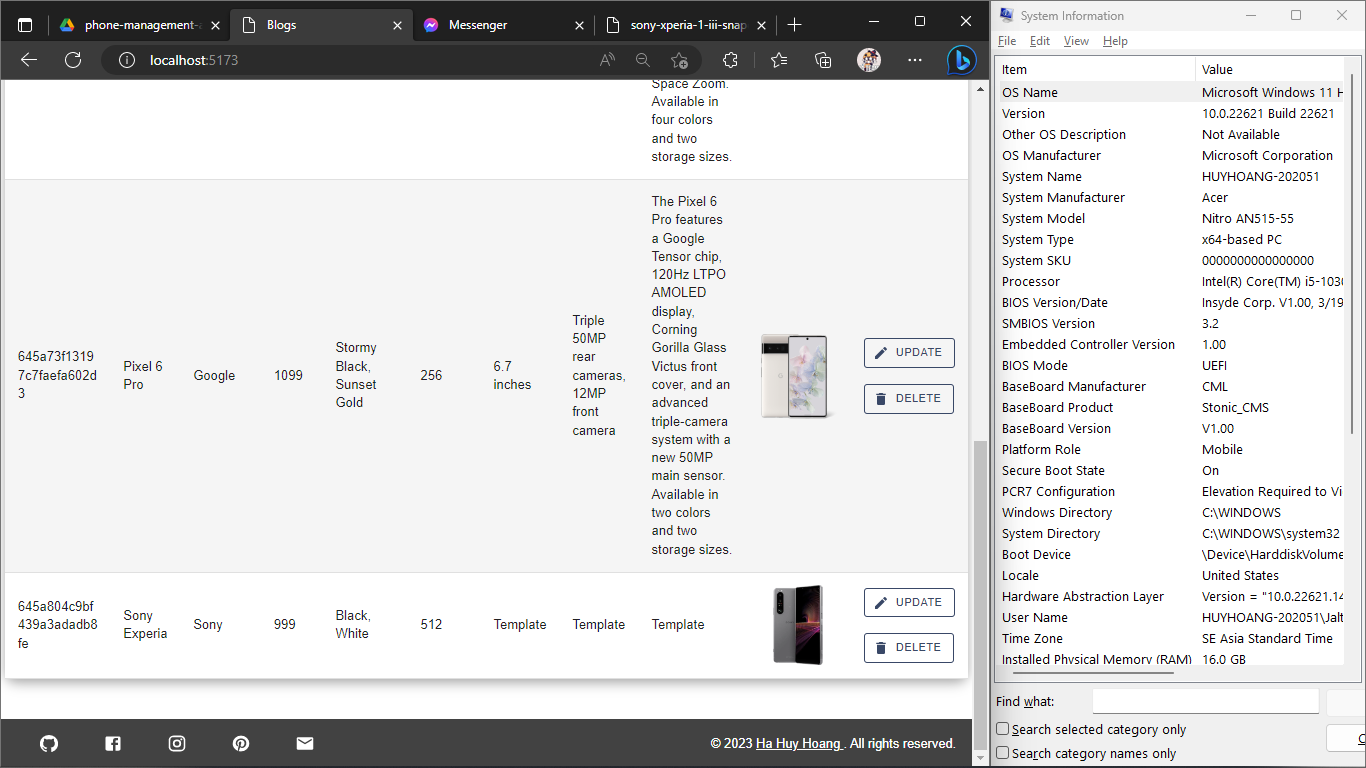 phone-management-a
Blogs
Messenger
sony-xperia-1-iii-snap
localhost:5173
Space Zoom.
Available in
four colors
and two
storage sizes.
645a73f1319
7c7faefa602d
3
Pixel 6
Pro
Google
1099
Stormy
Black,
Sunset
Gold
256
6.7
inches
Triple
50MP
rear
cameras,
12MP
front
camera
The Pixel 6
Pro features
a Google
Tensor chip,
120Hz LTPO
AMOLED
display,
Corning
Gorilla Glass
Victus front
cover, and an
advanced
triple-camera
system with a
new 50MP
main sensor.
Available in
two colors
and two
storage sizes.
UPDATE
DELETE
645a804c9bf
439a3adadb8
fe
Sony
Experia
Sony
999
Black,
White
512
Template
Template
Template
UPDATE
DELETE
© 2023 Ha Huy Hoang . All rights reserved.
System Information
File Edit View Help
Item Value
OS Name Microsoft Windows 11 H
Version 10.0.22621 Build 22621
Other OS Description Not Available
OS Manufacturer Microsoft Corporation
System Name HUYHOANG-202051
System Manufacturer Acer
System Model Nitro AN515-55
System Type x64-based PC
System SKU 0000000000000000
Processor Intel(R) Core(TM) i5-1030
BIOS Version/Date Insyde Corp. V1.00, 3/19
SMBIOS Version 3.2
Embedded Controller Version 1.00
BIOS Mode UEFI
BaseBoard Manufacturer CML
BaseBoard Product Stonic_CMS
BaseBoard Version V1.00
Platform Role Mobile
Secure Boot State On
PCR7 Configuration Elevation Required to Vi
Windows Directory C:\WINDOWS
System Directory C:\WINDOWS\system32
Boot Device \Device\HarddiskVolume
Locale United States
Hardware Abstraction Layer Version = "10.0.22621.14
User Name HUYHOANG-202051\Jalt
Time Zone SE Asia Standard Time
Installed Physical Memory (RAM) 16.0 GB
Find what:
Search selected category only
Search category names only